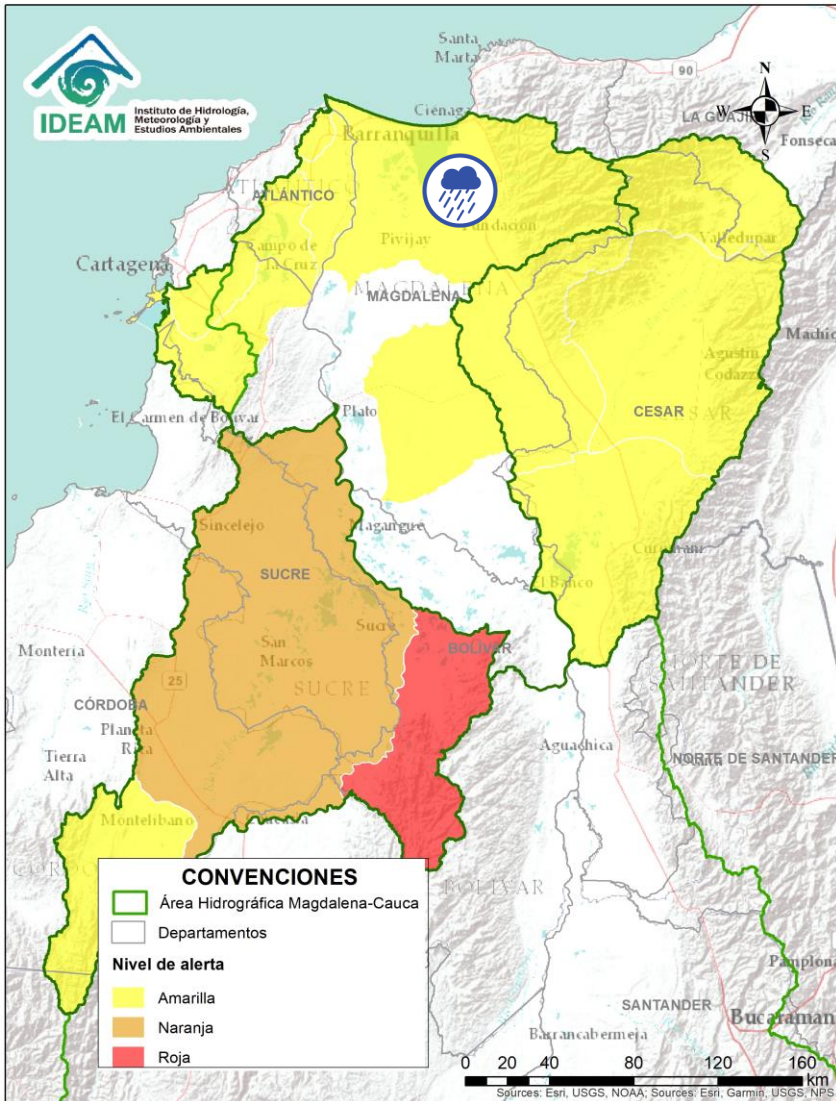 IDEAM
Instituto de Hidrología,
Meteorología y
Estudios Ambientales
Santa
Marta
90
N
W
E
S
LA GUAJIRA
Fonseca
Ciénaga
Barranquilla
ATLÁNTICO
Fundación
Pivijay
Valledupar
Campo de
la Cruz
Cartagena
MAGDALENA
MAGDALENA
Agustín
Codazzi
El Carmen de Bolívar
Plato
CESAR
Sincelejo
Magangue
SUCRE
El Banco
Sucre
San
Marcos
BOLÍVAR
Montería
25
SUCRE
NORTE DE
SANTANDER
CÓRDOBA
Planeta
Rica
Tierra
Alta
Aguachica
NORTE DE SANTANDER
Montelíbano
BOLÍVAR
CONVENCIONES
Área Hidrográfica Magdalena-Cauca
Departamentos
Nivel de alerta
Amarilla
Naranja
Roja
Pamplona
SANTANDER
Bucaraman
Barrancabermeja
0 20 40 80 120 160
km
Sources: Esri, USGS, NOAA; Sources: Esri, Garmin, USGS, NPS